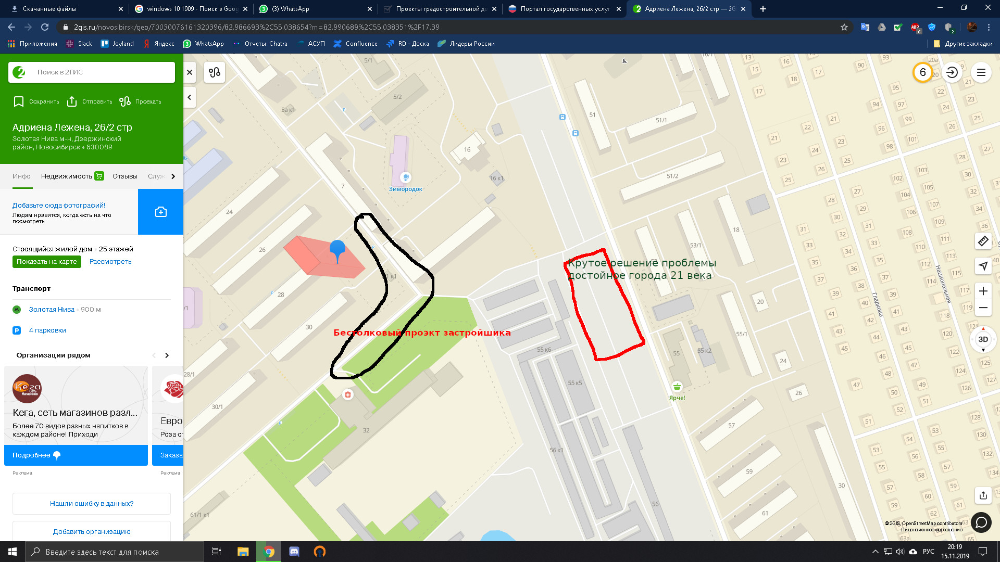 Скачанные файлы
windows 10 1909 - Поиск в Goog
(3) WhatsApp
Проекты градостроительной до
Портал государственных услуг
Адриена Лежена, 26/2 стр — 2G
2gis.ru/novosibirsk/geo/70030076161320396/82.986693%2C55.038654?m=82.990689%2C55.038351%2F17.39
Приложения
Slack
Joyland
Яндекс
WhatsApp
Отчеты Chatra
АСУП
Confluence
RD - Доска
Лидеры России
Другие закладки
Поиск в 2ГИС
Сохранить
Отправить
Проехать
Адриена Лежена, 26/2 стр
Золотая Нива м-н, Дзержинский
район, Новосибирск • 630089
Инфо
Недвижимость
Отзывы
Служ
Добавьте сюда фотографий!
Людям нравится, когда есть на что
посмотреть
Строящийся жилой дом • 25 этажей
Показать на карте
Рассмотреть
Транспорт
Золотая Нива • 900 м
4 парковки
Организации рядом
Кега
Сеть
Магазинов
Кега, сеть магазинов разл...
Более 70 видов разных напитков в
каждом районе! Приходи
Подробнее
Реклама
Евро
Роза от
Заказат
Реклама
Нашли ошибку в данных?
Добавить организацию
5/1
5/2
5а к1
16
16 к1
Зимородок
7
24
26
28
30
28/1
30/1
32
61/1 к1
51
51/1
51/2
53/1
18
20
24
26
55
55 к2
55/1
55 к6
55 к5
56 к1
56
57
59
61
30
Ярче!
Гладкова
Национальная
Бестолковый проэкт застройшика
Крутое решение проблемы
достойное города 21 века
6
3D
© 2GIS, OpenStreetMap contributors
Лицензионное соглашение
Введите здесь текст для поиска
РУС
20:19
15.11.2019